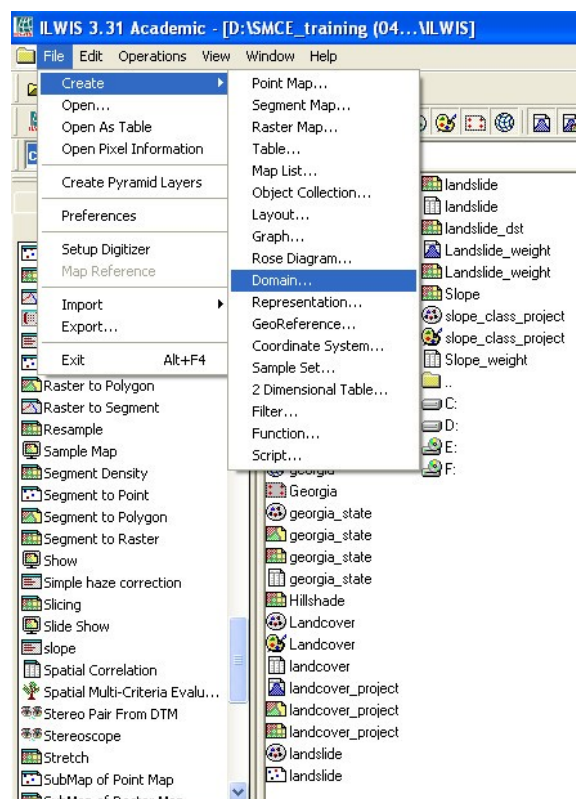 ILWIS 3.31 Academic - [D:\SMCE_training (04...\ILWIS]
File Edit Operations View Window Help
Create
Open...
Open As Table
Open Pixel Information
Create Pyramid Layers
Preferences
Setup Digitizer
Map Reference
Import
Export...
Exit Alt+F4
Point Map...
Segment Map...
Raster Map...
Table...
Map List...
Object Collection...
Layout...
Graph...
Rose Diagram...
Domain...
Representation...
GeoReference...
Coordinate System...
Sample Set...
2 Dimensional Table...
Filter...
Function...
Script...
Raster to Polygon
Raster to Segment
Resample
Sample Map
Segment Density
Segment to Point
Segment to Polygon
Segment to Raster
Show
Simple haze correction
Slicing
Slide Show
slope
Spatial Correlation
Spatial Multi-Criteria Evalu...
Stereo Pair From DTM
Stereoscope
Stretch
SubMap of Point Map
SubMap of Raster Map
georgia
Georgia
georgia_state
georgia_state
georgia_state
georgia_state
Hillshade
Landcover
Landcover
landcover
landcover_project
landcover_project
landcover_project
landslide
landslide
landslide
landslide
landslide_dst
Landslide_weight
Landslide_weight
Slope
slope_class_project
slope_class_project
Slope_weight
..
C:
D:
E:
F: